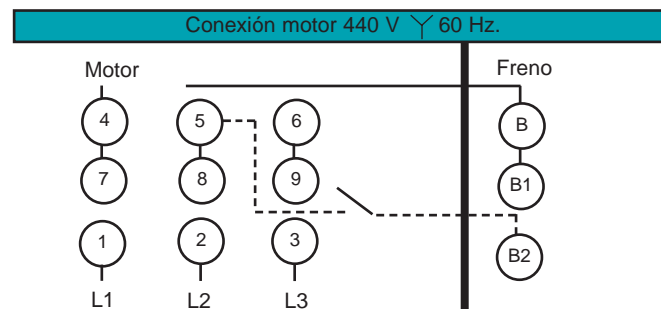 Conexión motor 440 V Y 60 Hz.
Motor Freno
4 5 6 B
7 8 9 B1
1 2 3 B2
L1 L2 L3